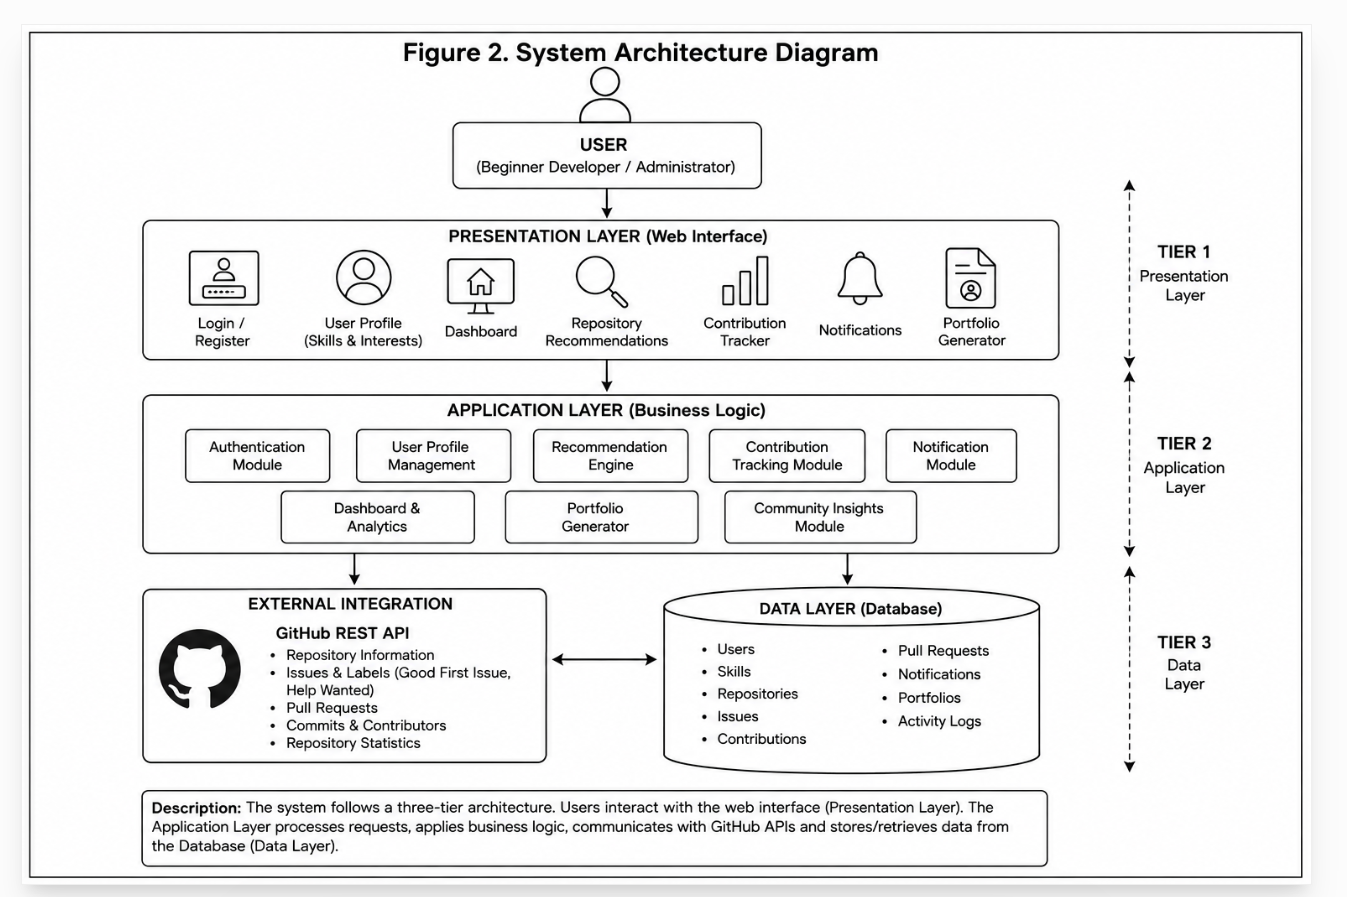 Figure 2. System Architecture Diagram
USER
(Beginner Developer / Administrator)
PRESENTATION LAYER (Web Interface)
Login /
Register
User Profile
(Skills & Interests)
Dashboard
Repository
Recommendations
Contribution
Tracker
Notifications
Portfolio
Generator
TIER 1
Presentation
Layer
APPLICATION LAYER (Business Logic)
Authentication
Module
User Profile
Management
Recommendation
Engine
Contribution
Tracking Module
Notification
Module
Dashboard &
Analytics
Portfolio
Generator
Community Insights
Module
TIER 2
Application
Layer
EXTERNAL INTEGRATION
GitHub REST API
• Repository Information
• Issues & Labels (Good First Issue,
Help Wanted)
• Pull Requests
• Commits & Contributors
• Repository Statistics
DATA LAYER (Database)
• Users
• Skills
• Repositories
• Issues
• Contributions
• Pull Requests
• Notifications
• Portfolios
• Activity Logs
TIER 3
Data
Layer
Description: The system follows a three-tier architecture. Users interact with the web interface (Presentation Layer). The
Application Layer processes requests, applies business logic, communicates with GitHub APIs and stores/retrieves data from
the Database (Data Layer).